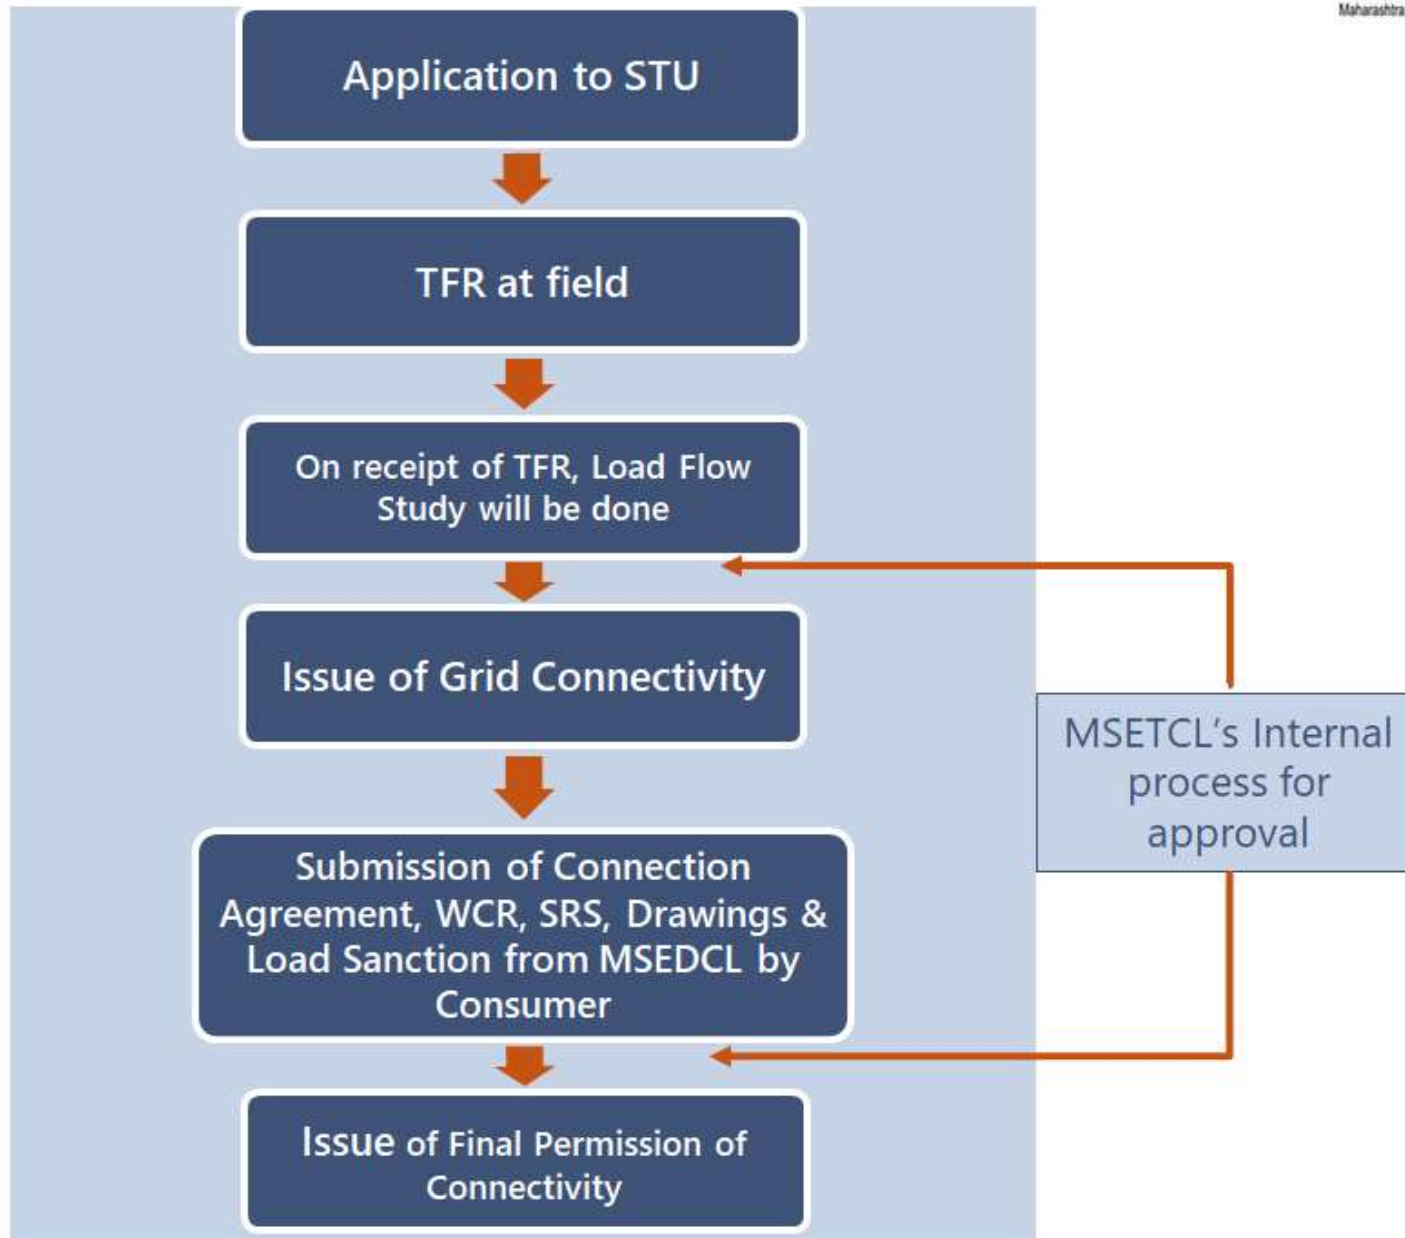 Maharashtra
Application to STU
TFR at field
On receipt of TFR, Load Flow
Study will be done
Issue of Grid Connectivity
MSETCL's Internal
process for
approval
Submission of Connection
Agreement, WCR, SRS, Drawings &
Load Sanction from MSEDCL by
Consumer
Issue of Final Permission of
Connectivity